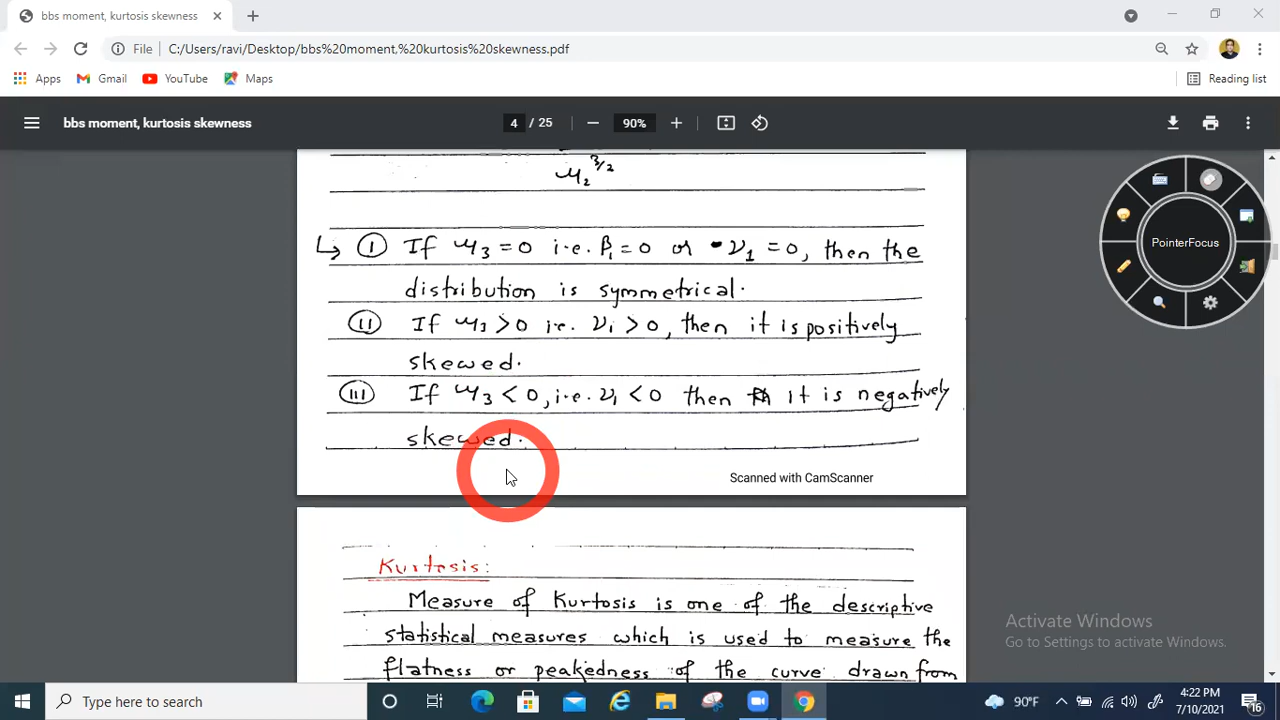 bbs moment, kurtosis skewness
File C:/Users/ravi/Desktop/bbs%20moment,%20kurtosis%20skewness.pdf
Apps Gmail YouTube Maps Reading list
bbs moment, kurtosis skewness 4 / 25 90%
μ₂^3/2
PointerFocus
↳ (I) If μ₃ = 0 i.e. β₁ = 0 or ν₁ = 0, then the
distribution is symmetrical.
(II) If μ₃ > 0 i.e. ν₁ > 0, then it is positively
skewed.
(III) If μ₃ < 0, i.e. ν₁ < 0 then it is negatively
skewed.
Scanned with CamScanner
Kurtosis:
Measure of Kurtosis is one of the descriptive
statistical measures which is used to measure the
flatness or peakedness of the curve drawn from
Activate Windows
Go to Settings to activate Windows.
Type here to search
90°F
4:22 PM
7/10/2021
16